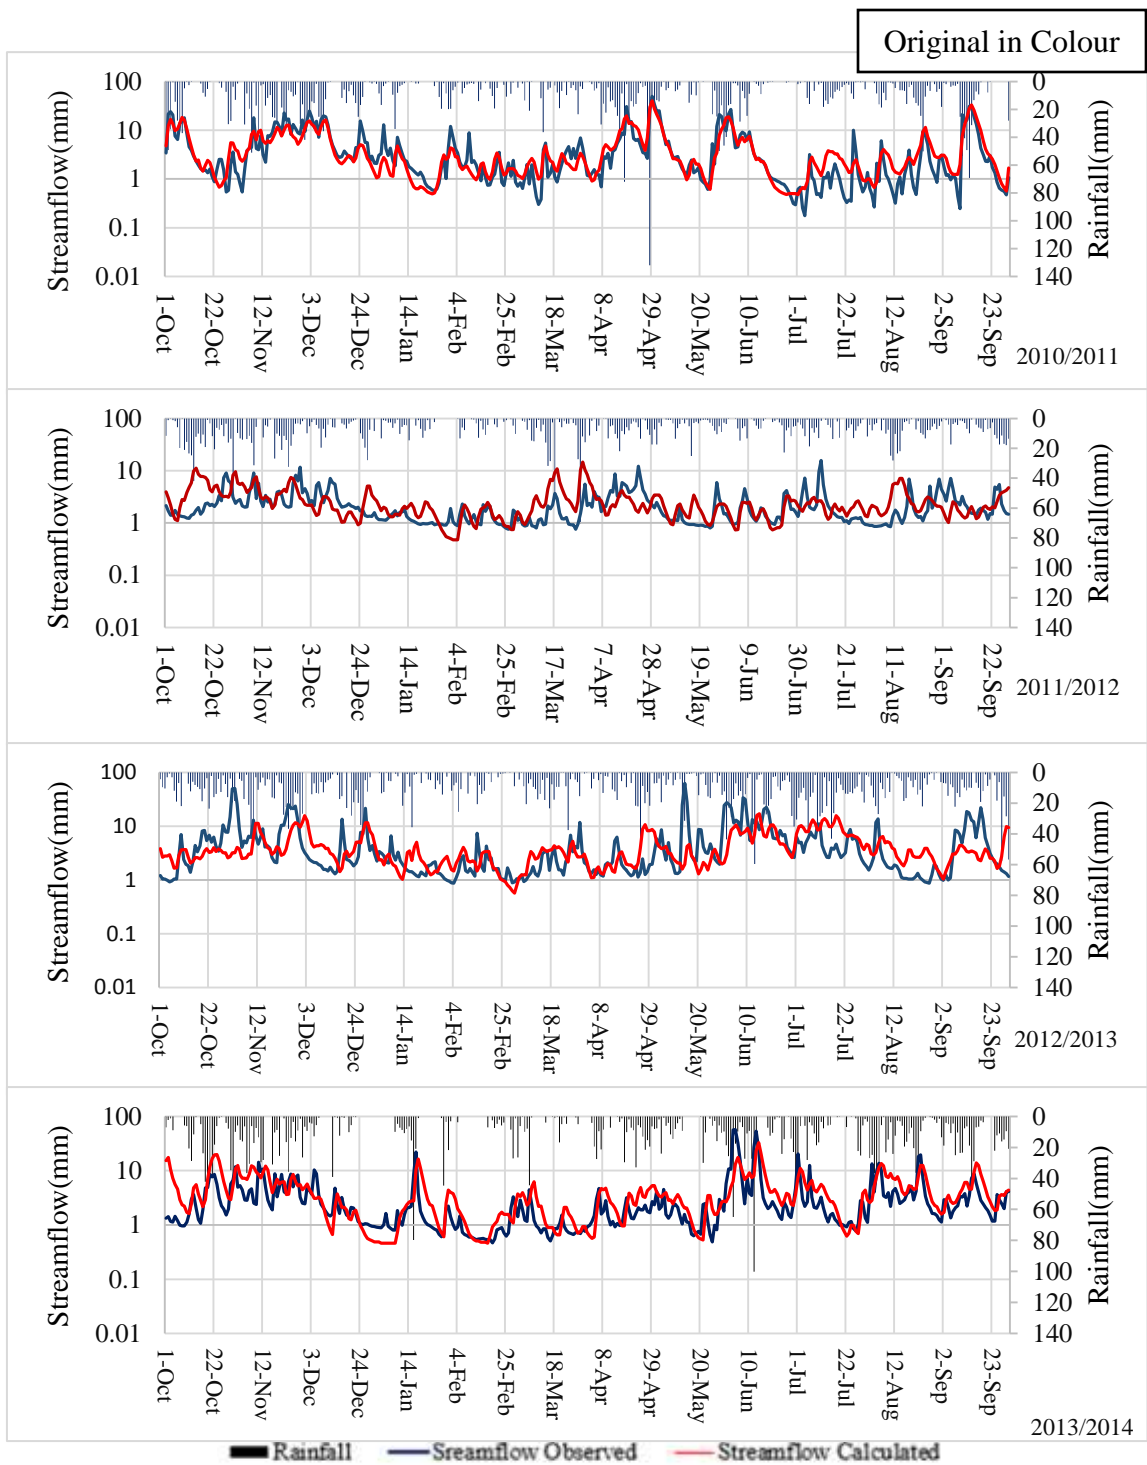 Original in Colour
Streamflow(mm)
100
10
1
0.1
0.01
0
20
40
60
80
100
120
140
Rainfall(mm)
1-Oct
22-Oct
12-Nov
3-Dec
24-Dec
14-Jan
4-Feb
25-Feb
18-Mar
8-Apr
29-Apr
20-May
10-Jun
1-Jul
22-Jul
12-Aug
2-Sep
23-Sep
2010/2011
Streamflow(mm)
100
10
1
0.1
0.01
0
20
40
60
80
100
120
140
Rainfall(mm)
1-Oct
22-Oct
12-Nov
3-Dec
24-Dec
14-Jan
4-Feb
25-Feb
17-Mar
7-Apr
28-Apr
19-May
9-Jun
30-Jun
21-Jul
11-Aug
1-Sep
22-Sep
2011/2012
Streamflow(mm)
100
10
1
0.1
0.01
0
20
40
60
80
100
120
140
Rainfall(mm)
1-Oct
22-Oct
12-Nov
3-Dec
24-Dec
14-Jan
4-Feb
25-Feb
18-Mar
8-Apr
29-Apr
20-May
10-Jun
1-Jul
22-Jul
12-Aug
2-Sep
23-Sep
2012/2013
Streamflow(mm)
100
10
1
0.1
0.01
0
20
40
60
80
100
120
140
Rainfall(mm)
1-Oct
22-Oct
12-Nov
3-Dec
24-Dec
14-Jan
4-Feb
25-Feb
18-Mar
8-Apr
29-Apr
20-May
10-Jun
1-Jul
22-Jul
12-Aug
2-Sep
23-Sep
2013/2014
Rainfall
Sreamflow Observed
Streamflow Calculated